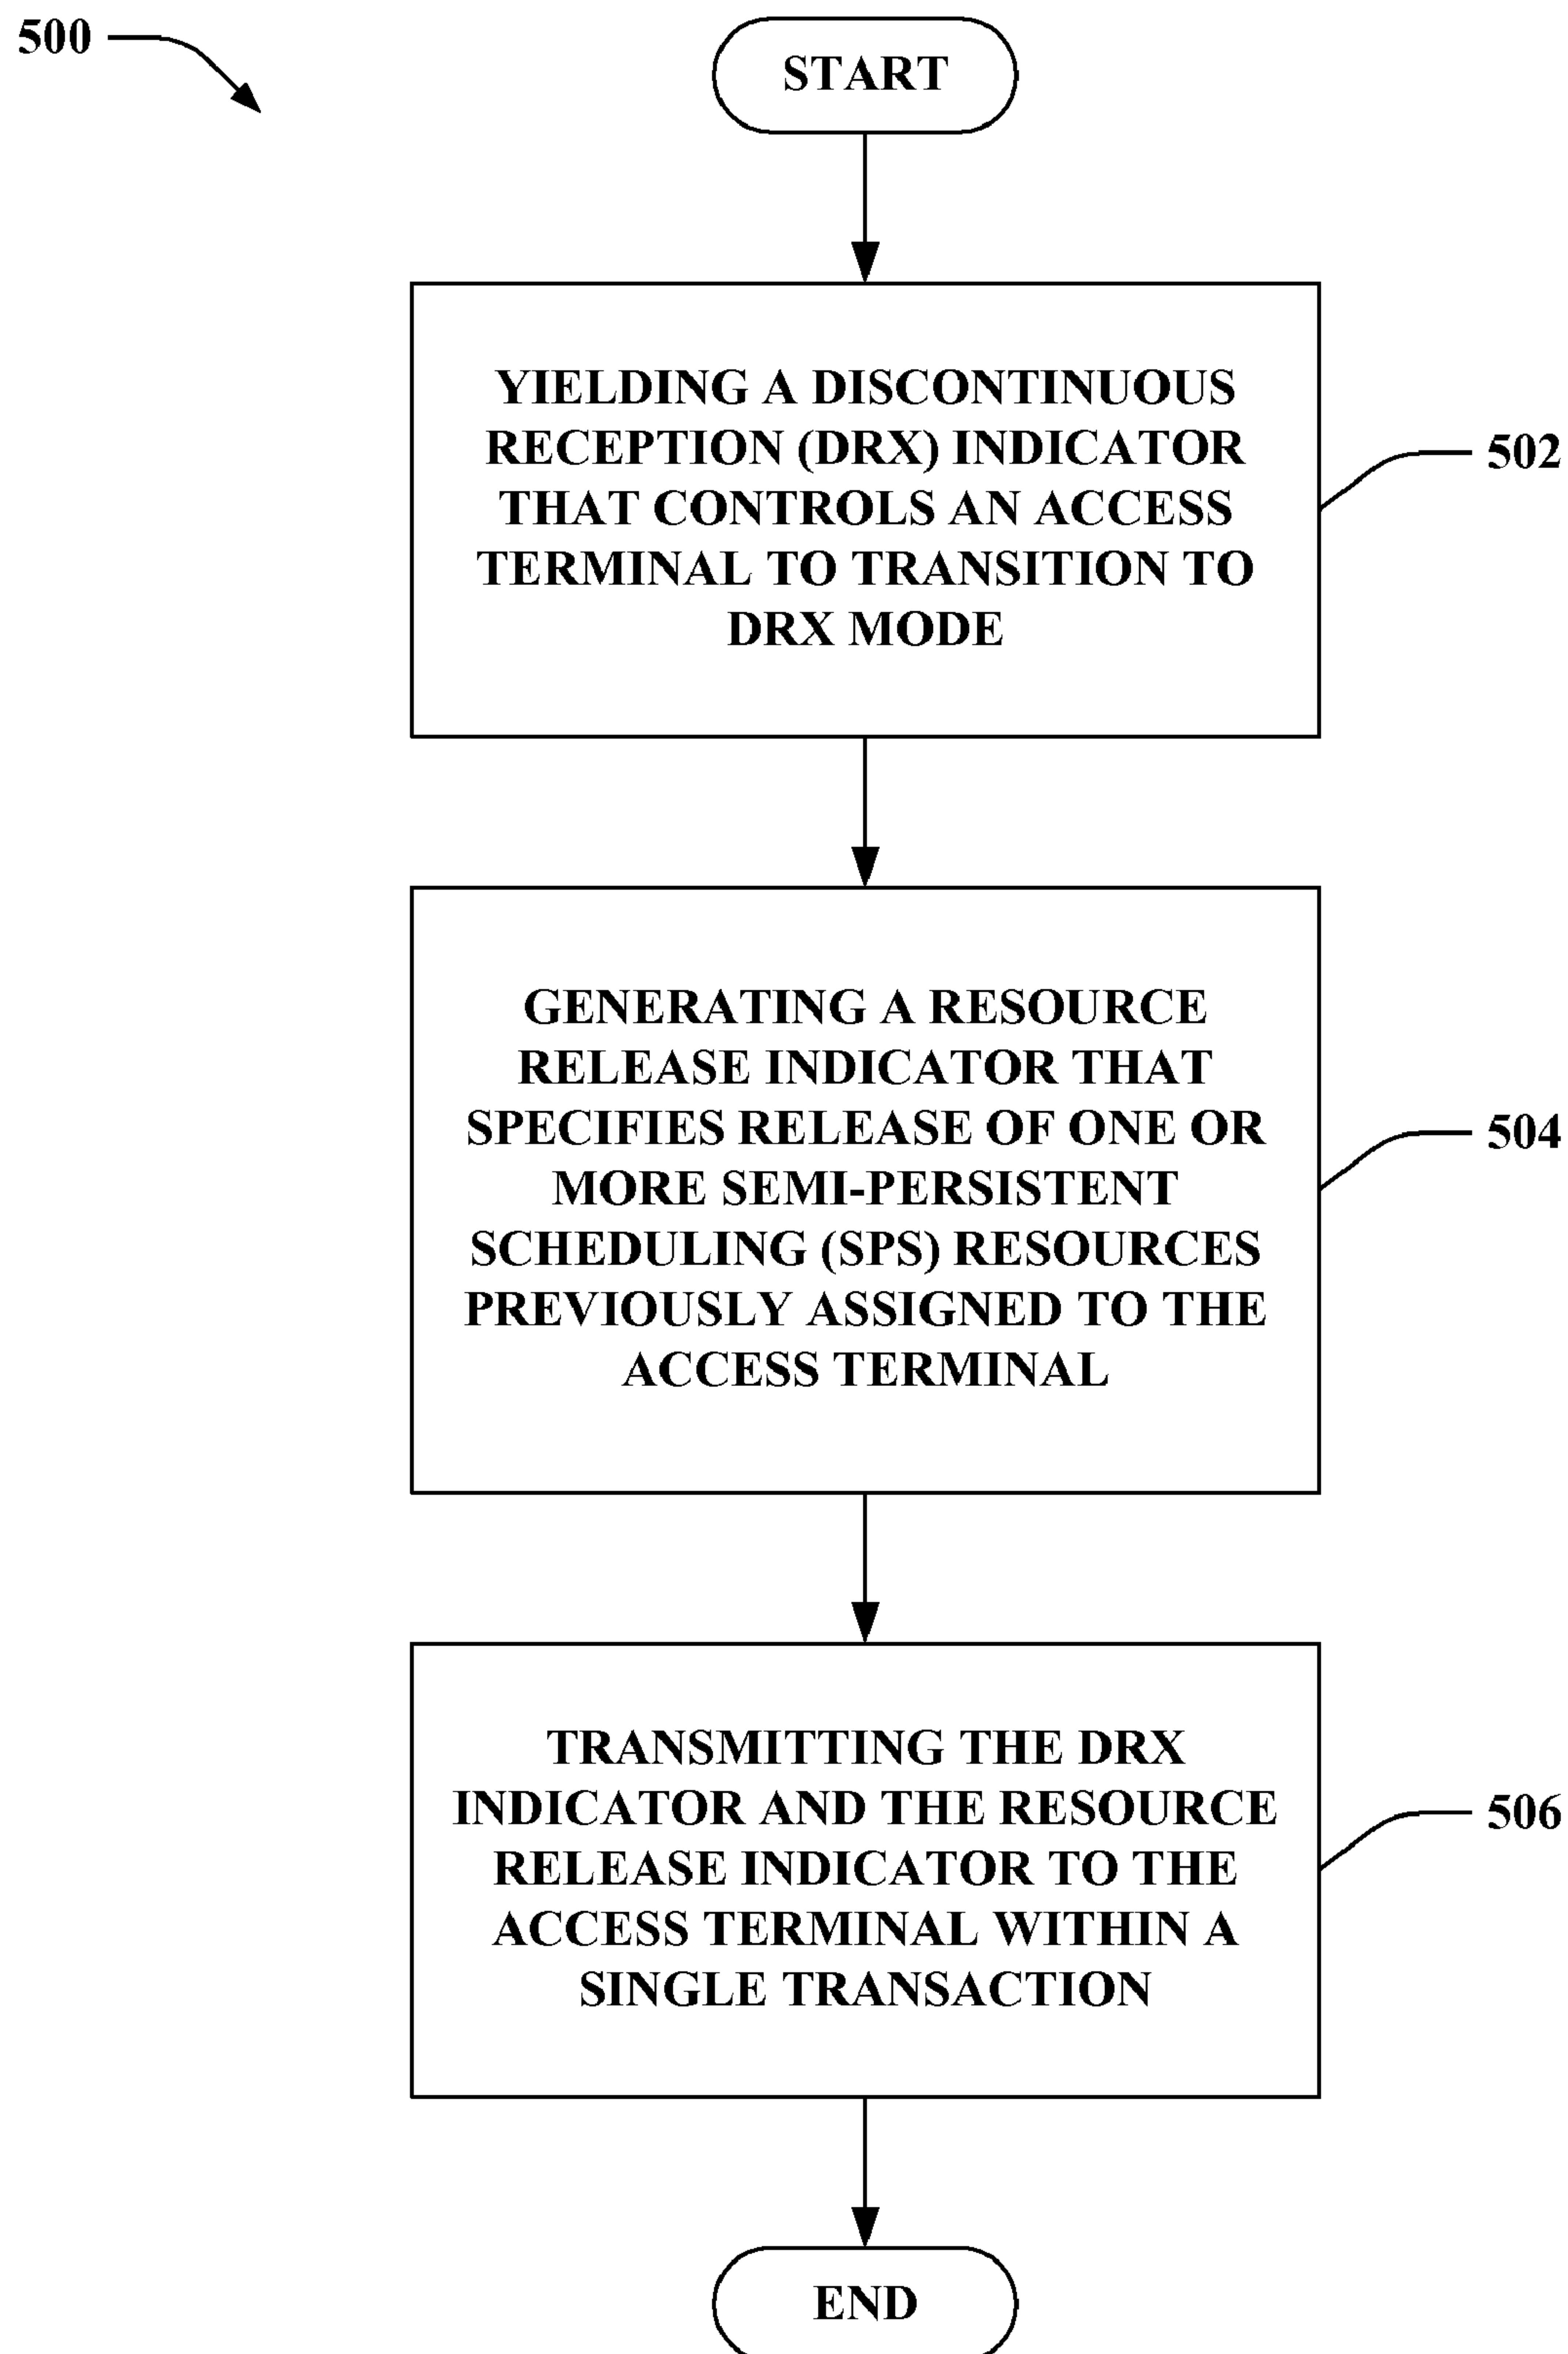 500
START
YIELDING A DISCONTINUOUS
RECEPTION (DRX) INDICATOR
THAT CONTROLS AN ACCESS
TERMINAL TO TRANSITION TO
DRX MODE
502
GENERATING A RESOURCE
RELEASE INDICATOR THAT
SPECIFIES RELEASE OF ONE OR
MORE SEMI-PERSISTENT
SCHEDULING (SPS) RESOURCES
PREVIOUSLY ASSIGNED TO THE
ACCESS TERMINAL
504
TRANSMITTING THE DRX
INDICATOR AND THE RESOURCE
RELEASE INDICATOR TO THE
ACCESS TERMINAL WITHIN A
SINGLE TRANSACTION
506
END